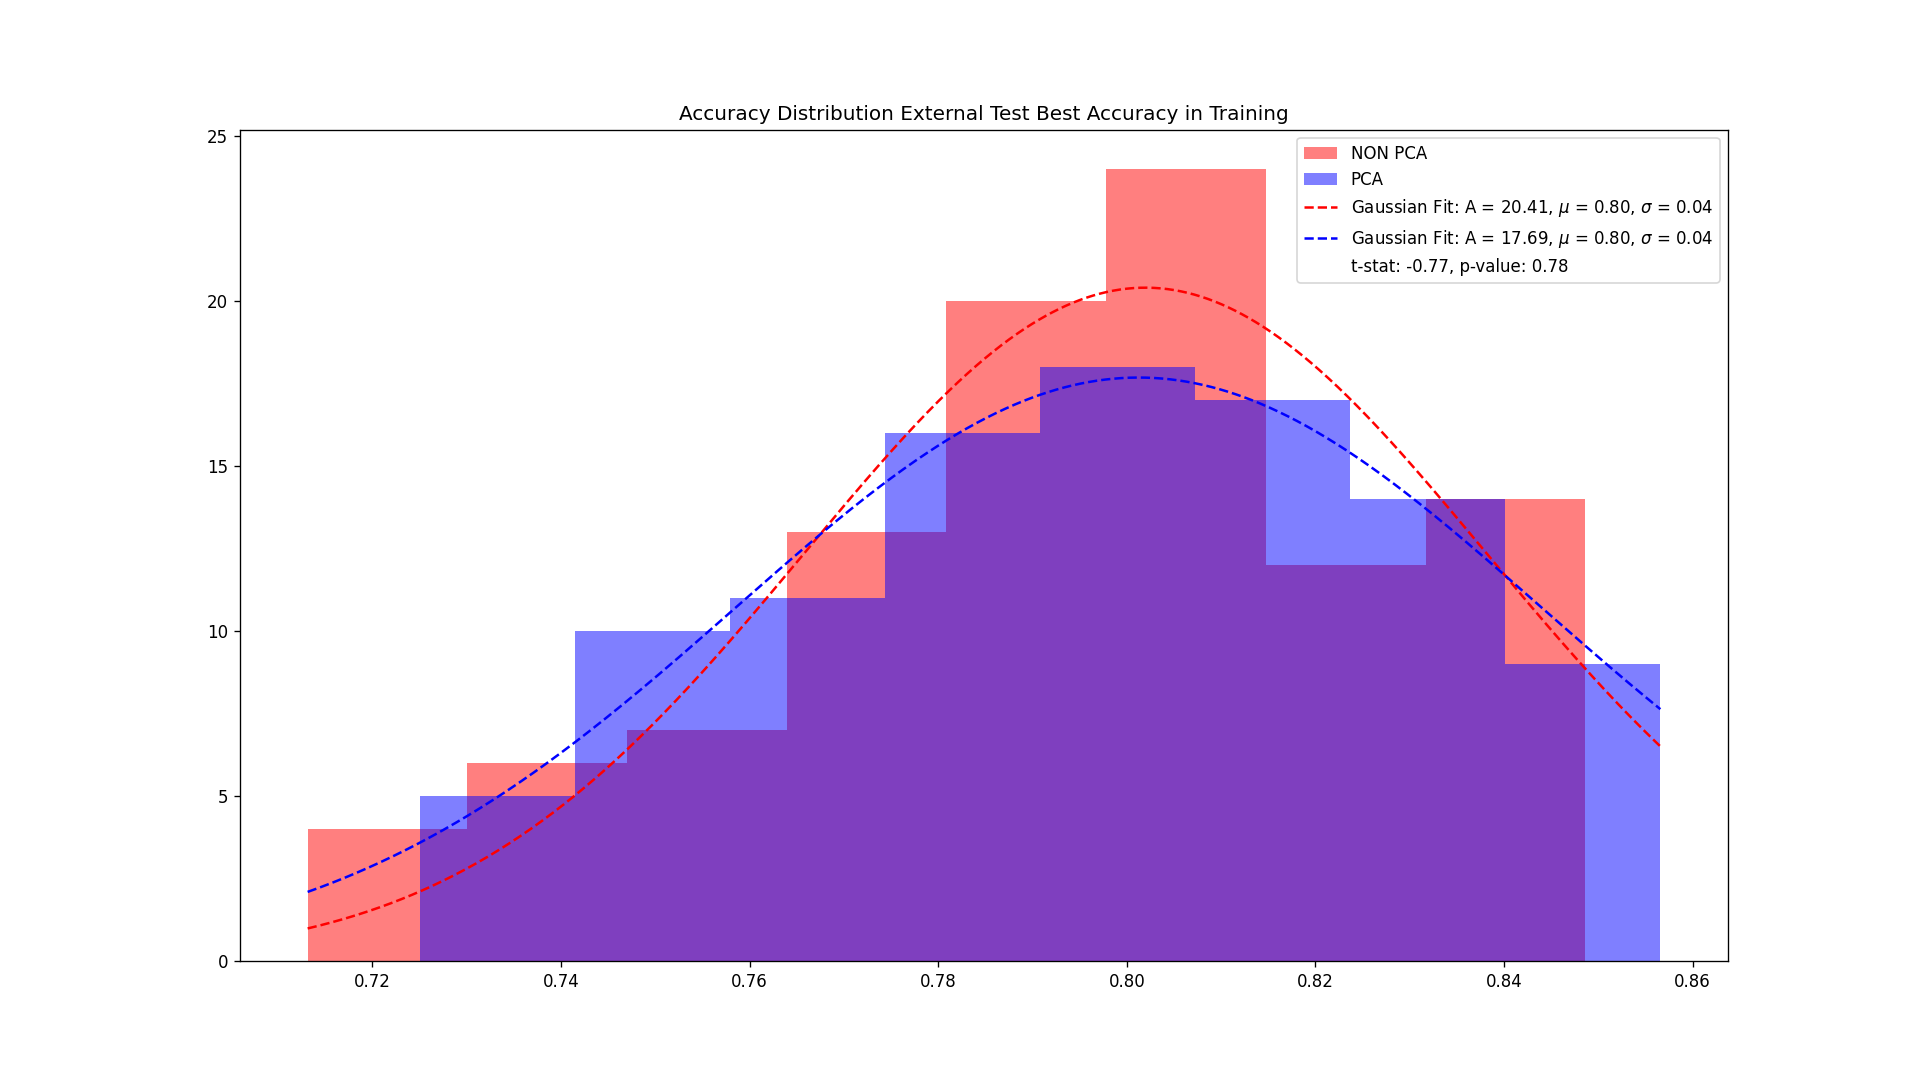 Accuracy Distribution External Test Best Accuracy in Training
NON PCA
PCA
Gaussian Fit: A = 20.41, μ = 0.80, σ = 0.04
Gaussian Fit: A = 17.69, μ = 0.80, σ = 0.04
t-stat: -0.77, p-value: 0.78
25
20
15
10
5
0
0.72 0.74 0.76 0.78 0.80 0.82 0.84 0.86